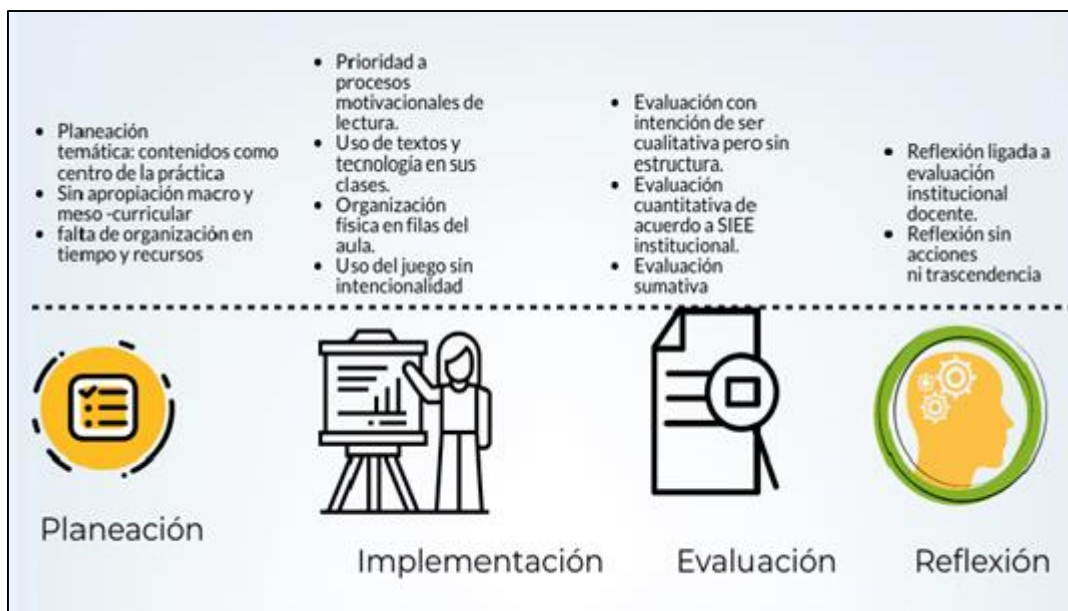 • Planeación
temática: contenidos como
centro de la práctica
• Sin apropiación macro y
meso -curricular
• falta de organización en
tiempo y recursos
• Prioridad a
procesos
motivacionales de
lectura.
• Uso de textos y
tecnología en sus
clases.
• Organización
física en filas del
aula.
• Uso del juego sin
intencionalidad
• Evaluación con
intención de ser
cualitativa pero sin
estructura.
• Evaluación
cuantitativa de
acuerdo a SIEE
institucional.
• Evaluación
sumativa
• Reflexión ligada a
evaluación
institucional
docente.
• Reflexión sin
acciones
ni trascendencia
Planeación
Implementación
Evaluación
Reflexión